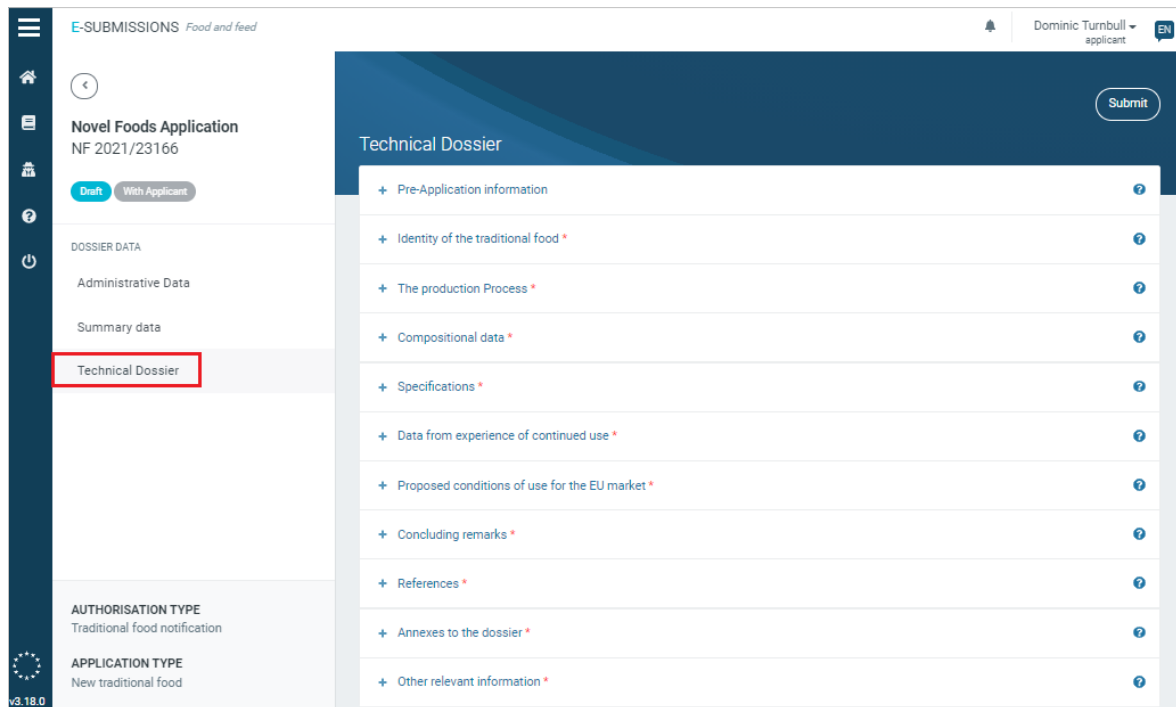 E-SUBMISSIONS Food and feed
Dominic Turnbull
applicant
EN
Novel Foods Application
NF 2021/23166
Draft
With Applicant
DOSSIER DATA
Administrative Data
Summary data
Technical Dossier
AUTHORISATION TYPE
Traditional food notification
APPLICATION TYPE
New traditional food
v3.18.0
Submit
Technical Dossier
+ Pre-Application information
+ Identity of the traditional food *
+ The production Process *
+ Compositional data *
+ Specifications *
+ Data from experience of continued use *
+ Proposed conditions of use for the EU market *
+ Concluding remarks *
+ References *
+ Annexes to the dossier *
+ Other relevant information *